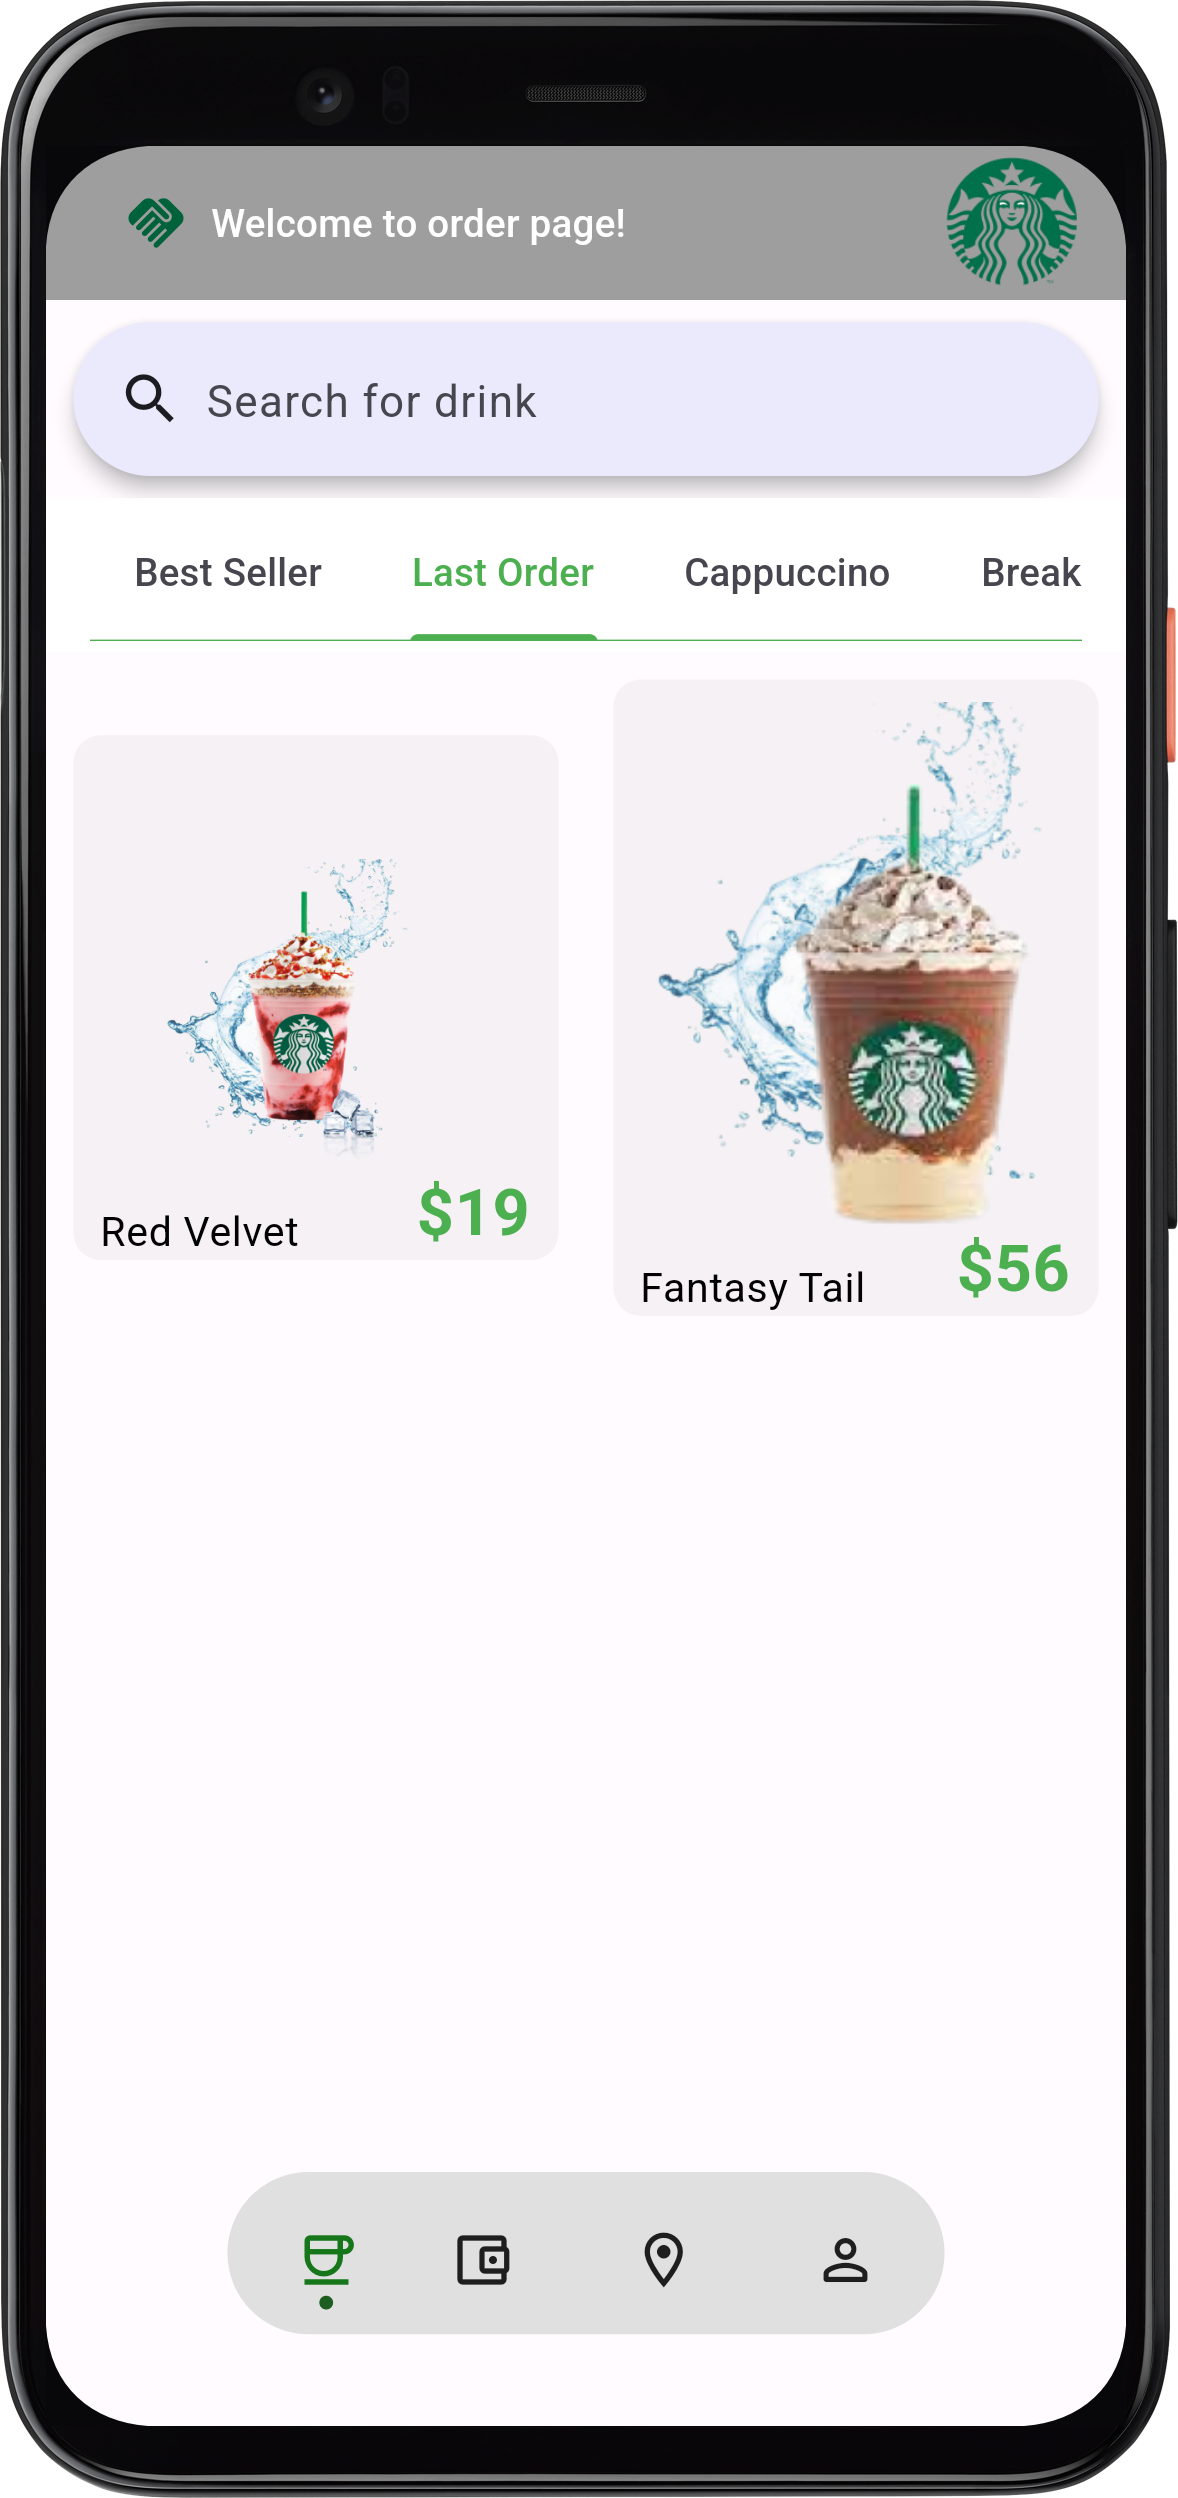 Welcome to order page!
Search for drink
Best Seller Last Order Cappuccino Break
Red Velvet $19
Fantasy Tail $56